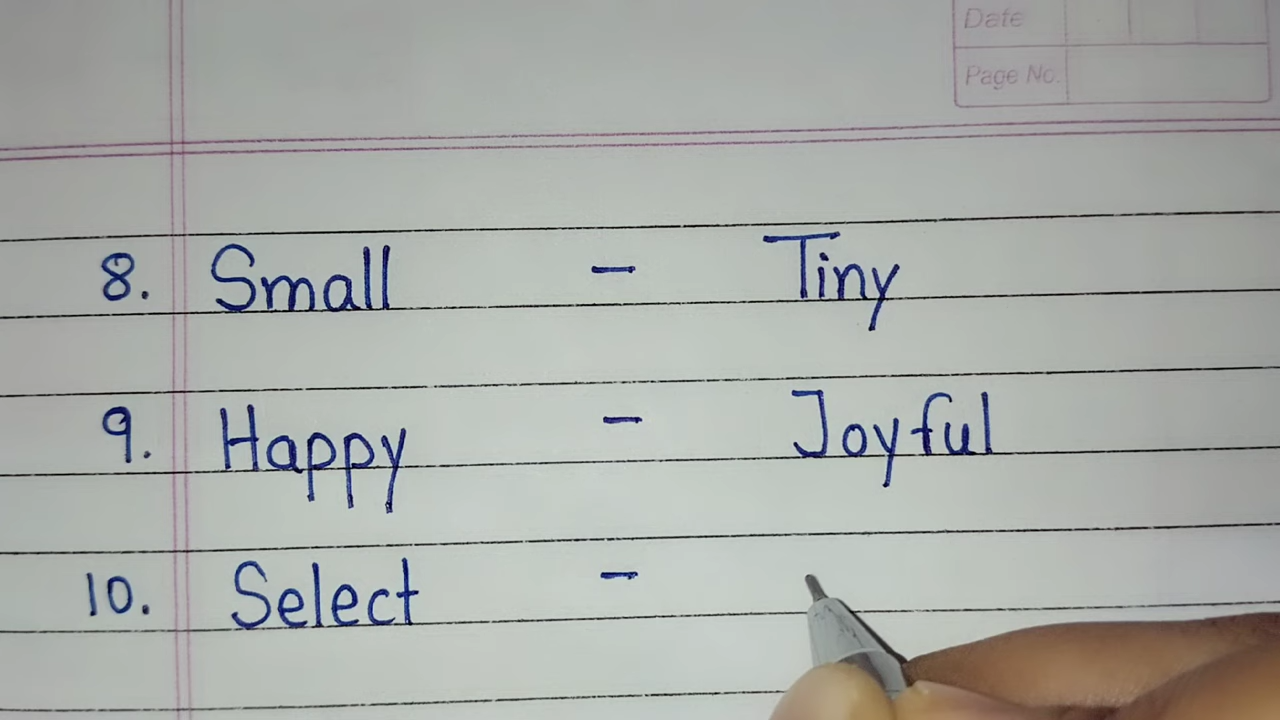 Date
Page No.
8. Small - Tiny
9. Happy - Joyful
10. Select -